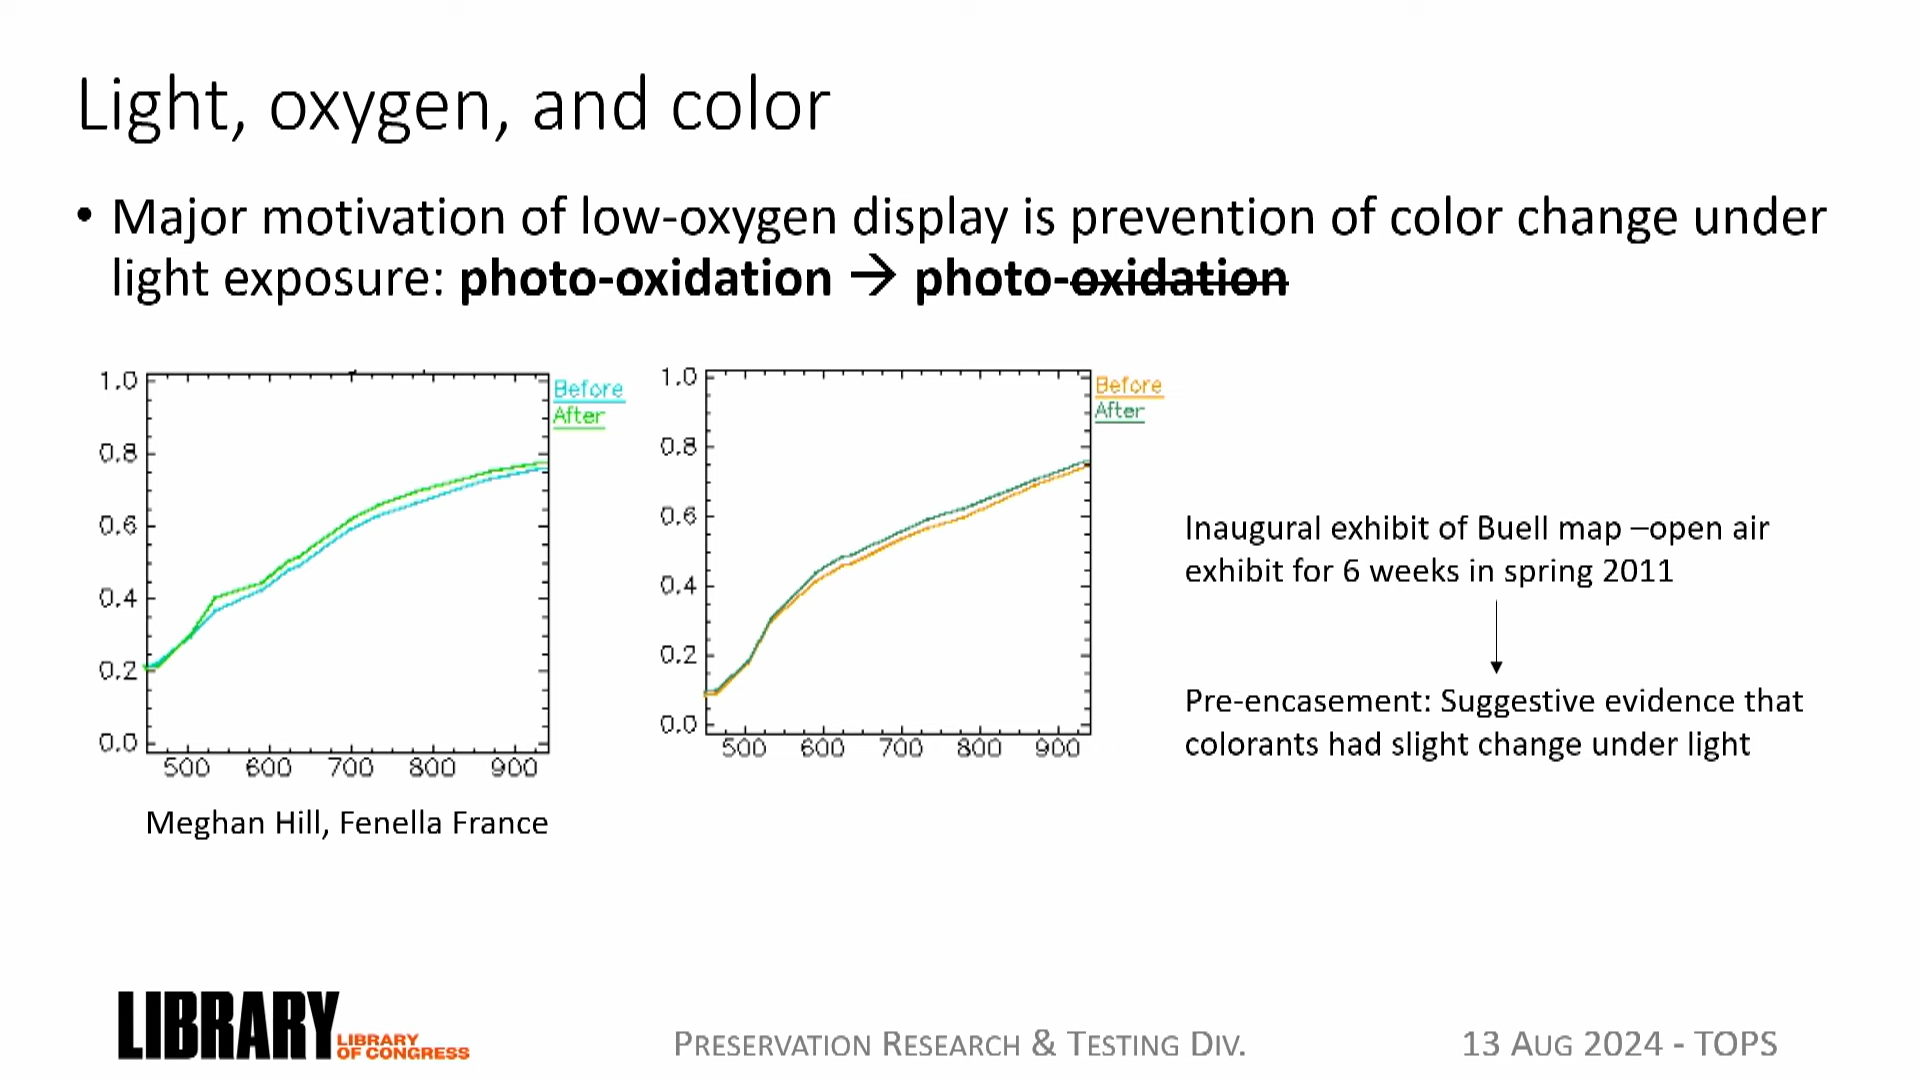 Light, oxygen, and color
• Major motivation of low-oxygen display is prevention of color change under
light exposure: photo-oxidation → photo-oxidation
1.0
0.8
0.6
0.4
0.2
0.0
500 600 700 800 900
Before
After
1.0
0.8
0.6
0.4
0.2
0.0
500 600 700 800 900
Before
After
Inaugural exhibit of Buell map –open air
exhibit for 6 weeks in spring 2011
Pre-encasement: Suggestive evidence that
colorants had slight change under light
Meghan Hill, Fenella France
LIBRARY
LIBRARY
OF CONGRESS
PRESERVATION RESEARCH & TESTING DIV.
13 AUG 2024 - TOPS